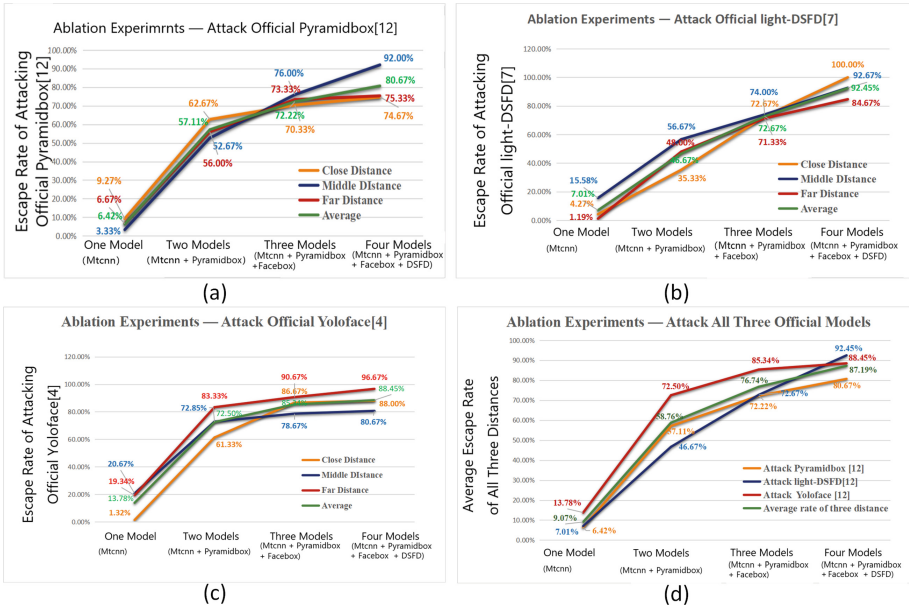 Ablation Experimrnts — Attack Official Pyramidbox[12]
Escape Rate of Attacking
Official Pyramidbox[12]
100.00%
90.00%
80.00%
70.00%
60.00%
50.00%
40.00%
30.00%
20.00%
10.00%
0.00%
9.27%
6.67%
6.42%
3.33%
62.67%
57.11%
52.67%
56.00%
76.00%
73.33%
72.22%
70.33%
92.00%
80.67%
75.33%
74.67%
Close Distance
Middle DIstance
Far Distance
Average
One Model
(Mtcnn)
Two Models
(Mtcnn + Pyramidbox)
Three Models
(Mtcnn + Pyramidbox
+Facebox)
Four Models
(Mtcnn + Pyramidbox
+ Facebox + DSFD)
(a)
Ablation Experiments — Attack Official light-DSFD[7]
Escape Rate of Attacking
Official light-DSFD[7]
120.00%
100.00%
80.00%
60.00%
40.00%
20.00%
0.00%
15.58%
7.01%
4.27%
1.19%
56.67%
48.00%
46.67%
35.33%
74.00%
72.67%
72.67%
71.33%
100.00%
92.67%
92.45%
84.67%
Close Distance
Middle DIstance
Far Distance
Average
One Model
(Mtcnn)
Two Models
(Mtcnn + Pyramidbox)
Three Models
(Mtcnn + Pyramidbox
+Facebox)
Four Models
(Mtcnn + Pyramidbox
+ Facebox + DSFD)
(b)
Ablation Experiments — Attack Official Yoloface[4]
Escape Rate of Attacking
Official Yoloface[4]
120.00%
100.00%
80.00%
60.00%
40.00%
20.00%
0.00%
20.67%
19.34%
13.78%
1.32%
83.33%
72.85%
72.50%
61.33%
90.67%
86.67%
78.67%
96.67%
88.45%
88.00%
80.67%
Close Distance
Middle DIstance
Far Distance
Average
One Model
(Mtcnn)
Two Models
(Mtcnn + Pyramidbox)
Three Models
(Mtcnn + Pyramidbox
+ Facebox)
Four Models
(Mtcnn + Pyramidbox
+ Facebox + DSFD)
(c)
Ablation Experiments — Attack All Three Official Models
Average Escape Rate
of All Three Distances
100.00%
90.00%
80.00%
70.00%
60.00%
50.00%
40.00%
30.00%
20.00%
10.00%
0.00%
13.78%
9.07%
7.01%
6.42%
72.50%
58.76%
57.11%
46.67%
85.34%
76.74%
72.67%
72.22%
92.45%
88.45%
87.19%
80.67%
Attack Pyramidbox [12]
Attack light-DSFD[12]
Attack Yoloface [12]
Average rate of three distance
One Model
(Mtcnn)
Two Models
(Mtcnn + Pyramidbox)
Three Models
(Mtcnn + Pyramidbox
+ Facebox)
Four Models
(Mtcnn + Pyramidbox
+ Facebox + DSFD)
(d)